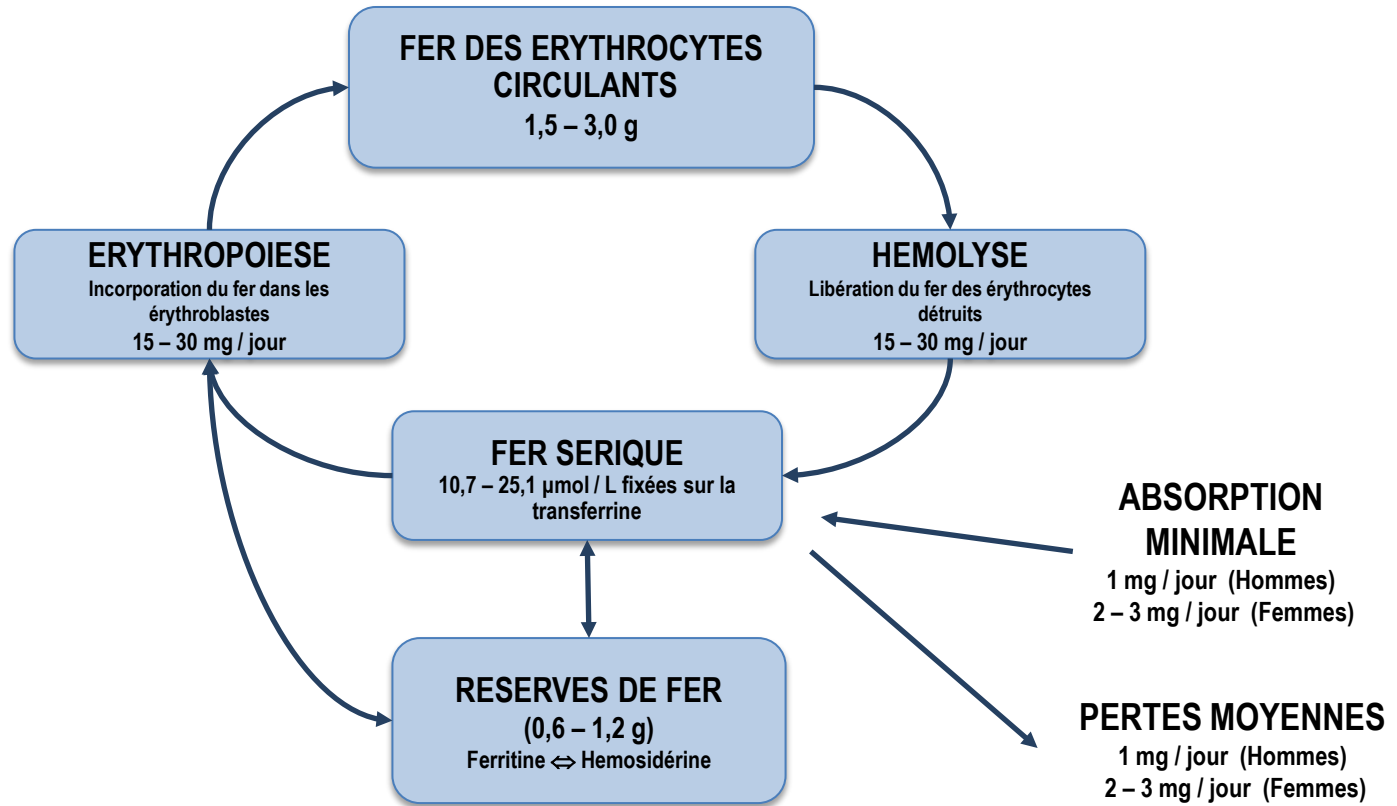 FER DES ERYTHROCYTES
CIRCULANTS
1,5 – 3,0 g
ERYTHROPOIESE
Incorporation du fer dans les
érythroblastes
15 – 30 mg / jour
HEMOLYSE
Libération du fer des érythrocytes
détruits
15 – 30 mg / jour
FER SERIQUE
10,7 – 25,1 µmol / L fixées sur la
transferrine
ABSORPTION
MINIMALE
1 mg / jour (Hommes)
2 – 3 mg / jour (Femmes)
RESERVES DE FER
(0,6 – 1,2 g)
Ferritine ⇔ Hemosidérine
PERTES MOYENNES
1 mg / jour (Hommes)
2 – 3 mg / jour (Femmes)